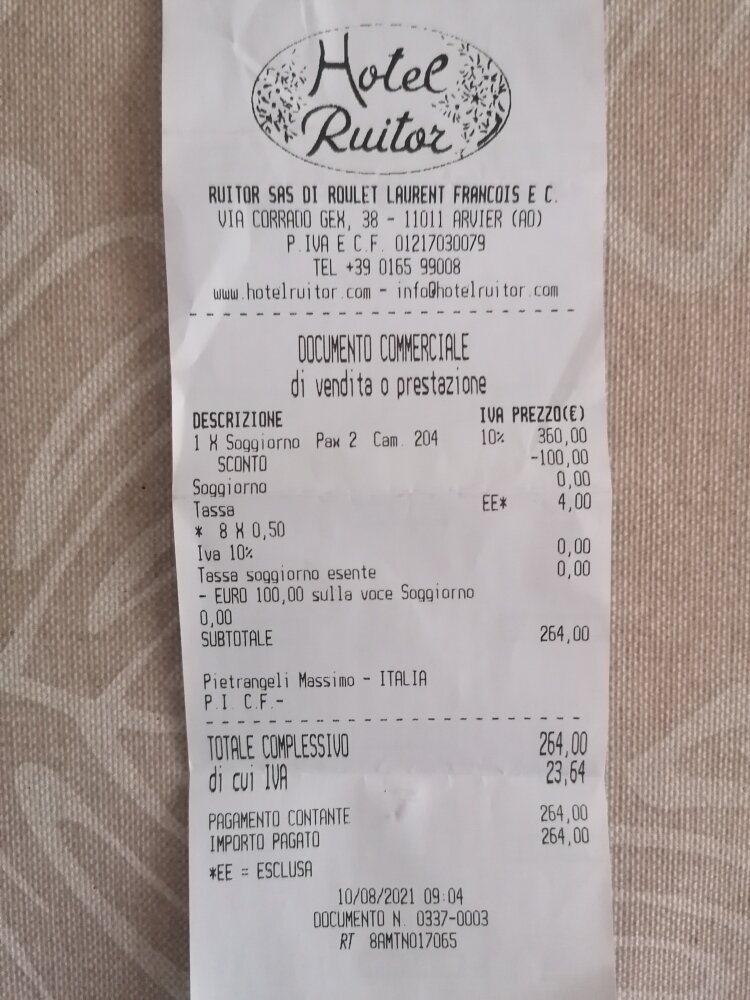 Hotel
Ruitor
RUITOR SAS DI ROULET LAURENT FRANCOIS E C.
VIA CORRADO GEX, 38 - 11011 ARVIER (AO)
P.IVA E C.F. 01217030079
TEL +39 0165 99008
www.hotelruitor.com - info@hotelruitor.com
DOCUMENTO COMMERCIALE
di vendita o prestazione
DESCRIZIONE IVA PREZZO(€)
1 X Soggiorno Pax 2 Cam. 204 10% 360,00
SCONTO -100,00
Soggiorno 0,00
Tassa EE* 4,00
* 8 X 0,50
Iva 10% 0,00
Tassa soggiorno esente 0,00
- EURO 100,00 sulla voce Soggiorno
0,00
SUBTOTALE 264,00
Pietrangeli Massimo - ITALIA
P.I. C.F.-
TOTALE COMPLESSIVO 264,00
di cui IVA 23,64
PAGAMENTO CONTANTE 264,00
IMPORTO PAGATO 264,00
*EE = ESCLUSA
10/08/2021 09:04
DOCUMENTO N. 0337-0003
RT 8AMTN017065